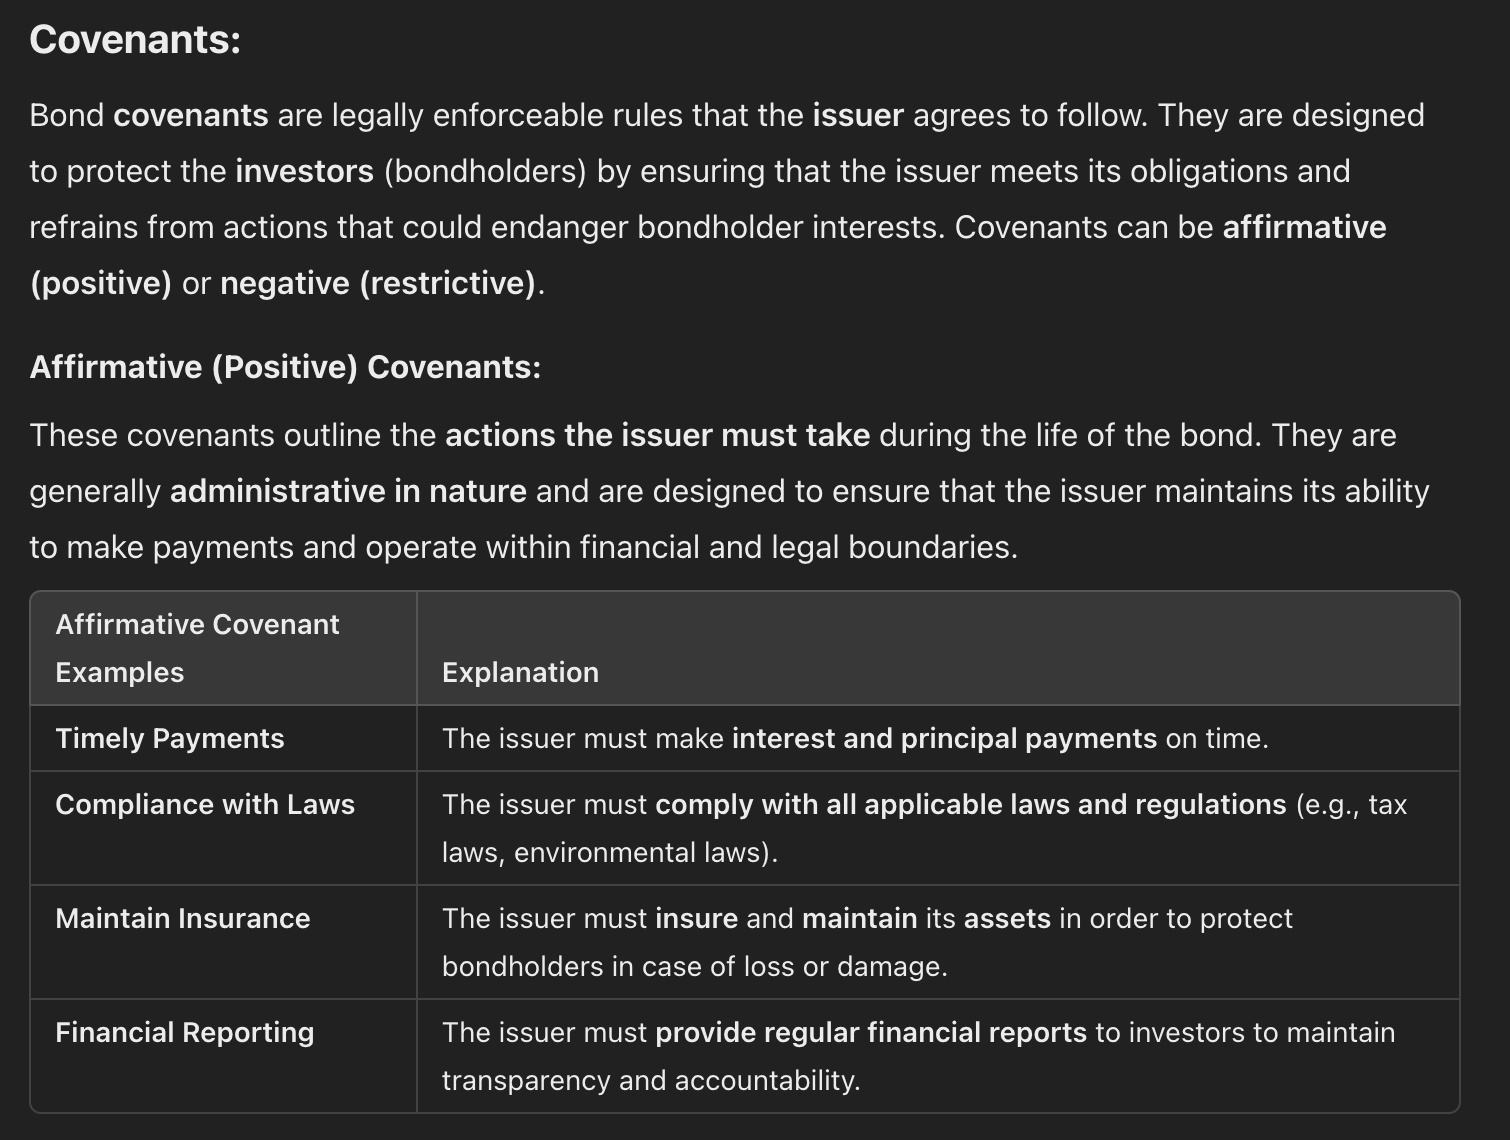 Covenants:
Bond covenants are legally enforceable rules that the issuer agrees to follow. They are designed
to protect the investors (bondholders) by ensuring that the issuer meets its obligations and
refrains from actions that could endanger bondholder interests. Covenants can be affirmative
(positive) or negative (restrictive).
Affirmative (Positive) Covenants:
These covenants outline the actions the issuer must take during the life of the bond. They are
generally administrative in nature and are designed to ensure that the issuer maintains its ability
to make payments and operate within financial and legal boundaries.
Affirmative Covenant
Examples
Explanation
Timely Payments
The issuer must make interest and principal payments on time.
Compliance with Laws
The issuer must comply with all applicable laws and regulations (e.g., tax
laws, environmental laws).
Maintain Insurance
The issuer must insure and maintain its assets in order to protect
bondholders in case of loss or damage.
Financial Reporting
The issuer must provide regular financial reports to investors to maintain
transparency and accountability.